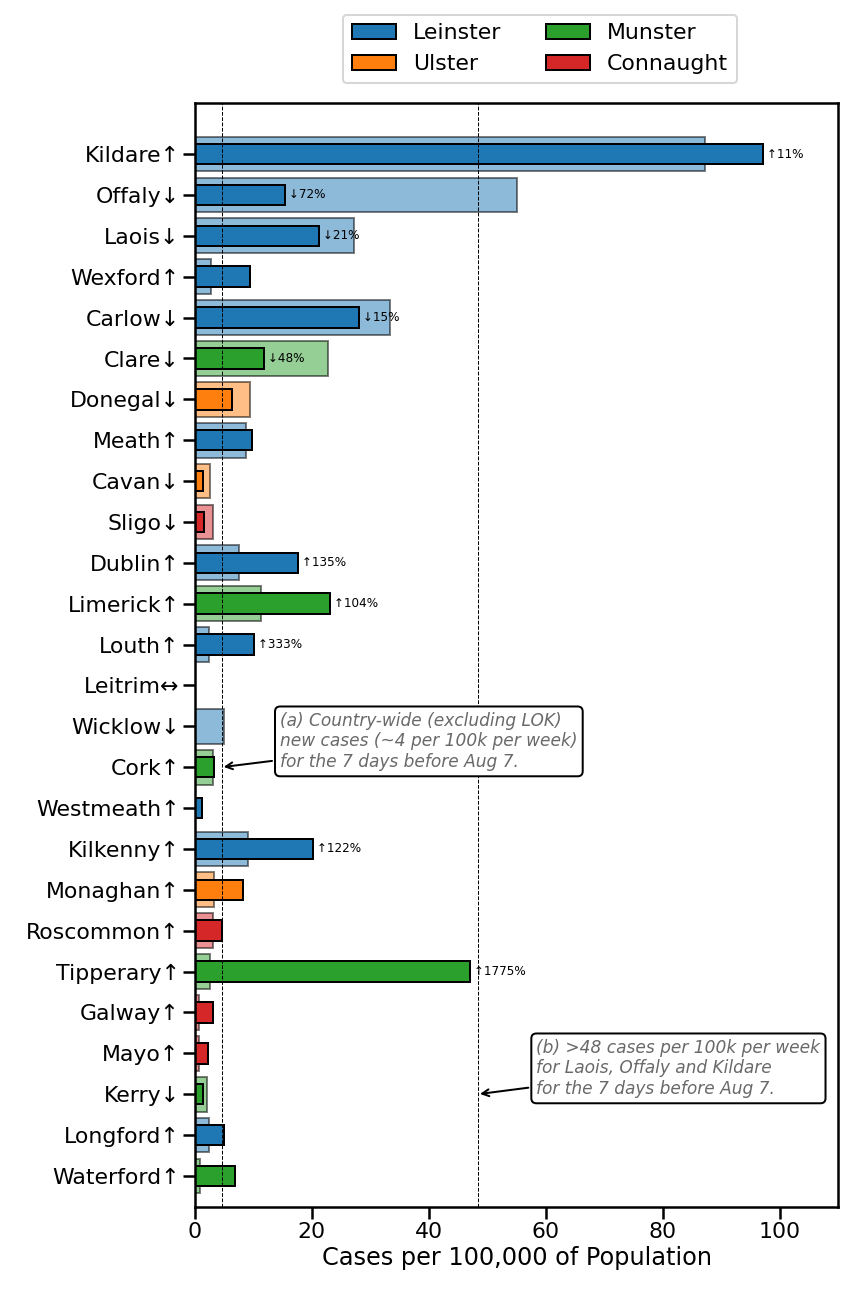 Leinster
Munster
Ulster
Connaught
Kildare↑
↑11%
Offaly↓
↓72%
Laois↓
↓21%
Wexford↑
Carlow↓
↓15%
Clare↓
↓48%
Donegal↓
Meath↑
Cavan↓
Sligo↓
Dublin↑
↑135%
Limerick↑
↑104%
Louth↑
↑333%
Leitrim↔
Wicklow↓
(a) Country-wide (excluding LOK)
new cases (~4 per 100k per week)
for the 7 days before Aug 7.
Cork↑
Westmeath↑
Kilkenny↑
↑122%
Monaghan↑
Roscommon↑
Tipperary↑
↑1775%
Galway↑
Mayo↑
(b) >48 cases per 100k per week
for Laois, Offaly and Kildare
for the 7 days before Aug 7.
Kerry↓
Longford↑
Waterford↑
0 20 40 60 80 100
Cases per 100,000 of Population